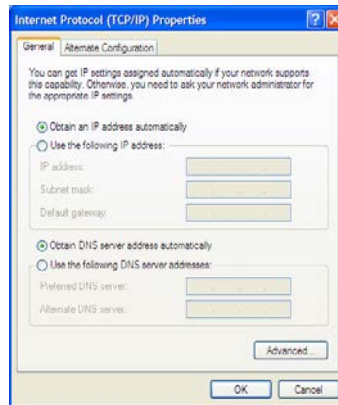 Internet Protocol (TCP/IP) Properties
General
Alternate Configuration
You can get IP settings assigned automatically if your network supports
this capability. Otherwise, you need to ask your network administrator for
the appropriate IP settings.
Obtain an IP address automatically
Use the following IP address:
IP address:
Subnet mask:
Default gateway:
Obtain DNS server address automatically
Use the following DNS server addresses:
Preferred DNS server:
Alternate DNS server:
Advanced...
OK
Cancel